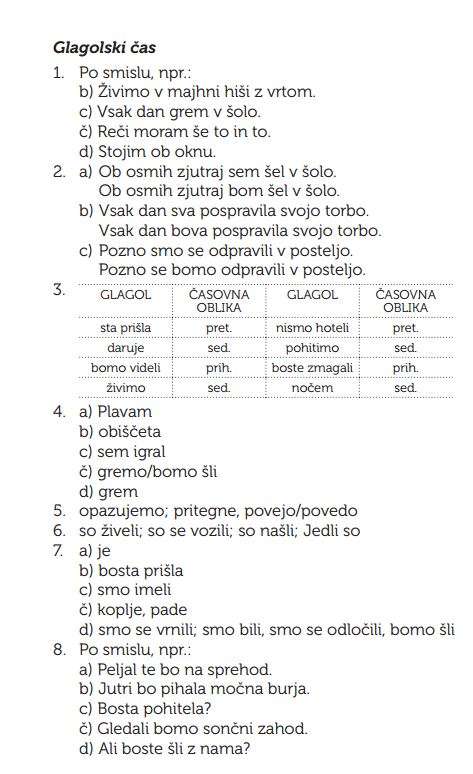 Glagolski čas
1. Po smislu, npr.:
b) Živimo v majhni hiši z vrtom.
c) Vsak dan grem v šolo.
č) Reči moram še to in to.
d) Stojim ob oknu.
2. a) Ob osmih zjutraj sem šel v šolo.
Ob osmih zjutraj bom šel v šolo.
b) Vsak dan sva pospravila svojo torbo.
Vsak dan bova pospravila svojo torbo.
c) Pozno smo se odpravili v posteljo.
Pozno se bomo odpravili v posteljo.
3. GLAGOL ČASOVNA OBLIKA GLAGOL ČASOVNA OBLIKA
sta prišla pret. nismo hoteli pret.
daruje sed. pohitimo sed.
bomo videli prih. boste zmagali prih.
živimo sed. nočem sed.
4. a) Plavam
b) obiščeta
c) sem igral
č) gremo/bomo šli
d) grem
5. opazujemo; pritegne, povejo/povedo
6. so živeli; so se vozili; so našli; Jedli so
7. a) je
b) bosta prišla
c) smo imeli
č) koplje, pade
d) smo se vrnili; smo bili, smo se odločili, bomo šli
8. Po smislu, npr.:
a) Peljal te bo na sprehod.
b) Jutri bo pihala močna burja.
c) Bosta pohitela?
č) Gledali bomo sončni zahod.
d) Ali boste šli z nama?